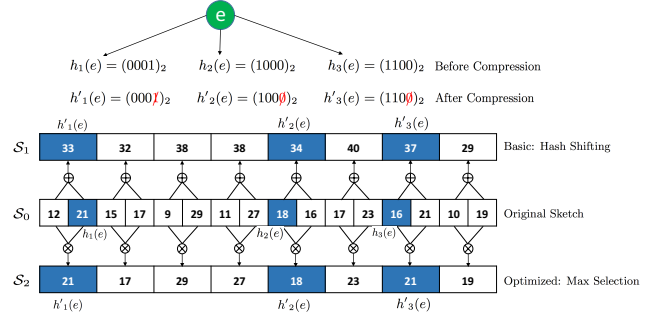 e
h₁(e) = (0001)₂ h₂(e) = (1000)₂ h₃(e) = (1100)₂ Before Compression
h'₁(e) = (0001)₂ h'₂(e) = (1000)₂ h'₃(e) = (1100)₂ After Compression
h'₁(e) h'₂(e) h'₃(e)
S₁ 33 32 38 38 34 40 37 29 Basic: Hash Shifting
⊕ ⊕ ⊕ ⊕ ⊕ ⊕ ⊕ ⊕
S₀ 12 21 15 17 9 29 11 27 18 16 17 23 16 21 10 19 Original Sketch
h₁(e) h₂(e) h₃(e)
⊗ ⊗ ⊗ ⊗ ⊗ ⊗ ⊗ ⊗
S₂ 21 17 29 27 18 23 21 19 Optimized: Max Selection
h'₁(e) h'₂(e) h'₃(e)